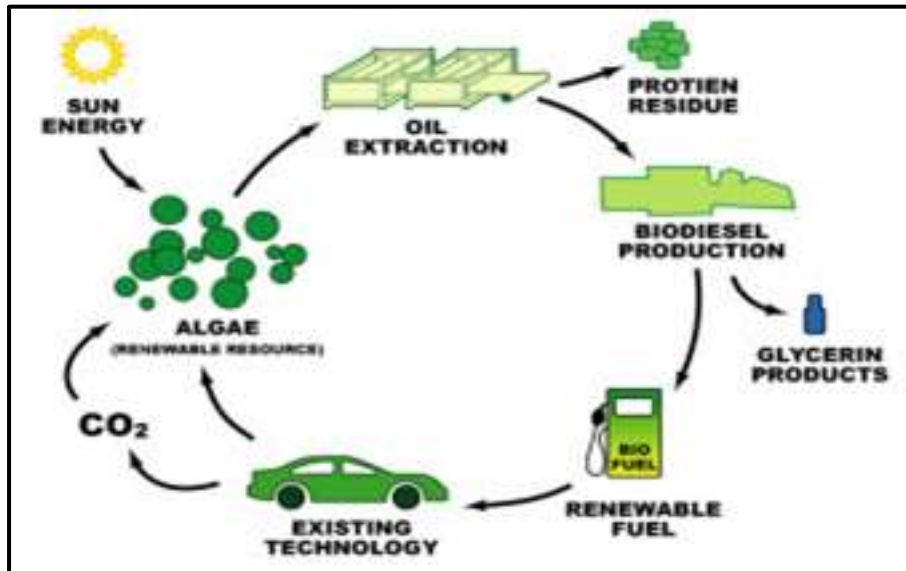 SUN
ENERGY
OIL
EXTRACTION
PROTIEN
RESIDUE
BIODIESEL
PRODUCTION
GLYCERIN
PRODUCTS
ALGAE
(RENEWABLE RESOURCE)
CO₂
BIO
FUEL
RENEWABLE
FUEL
EXISTING
TECHNOLOGY